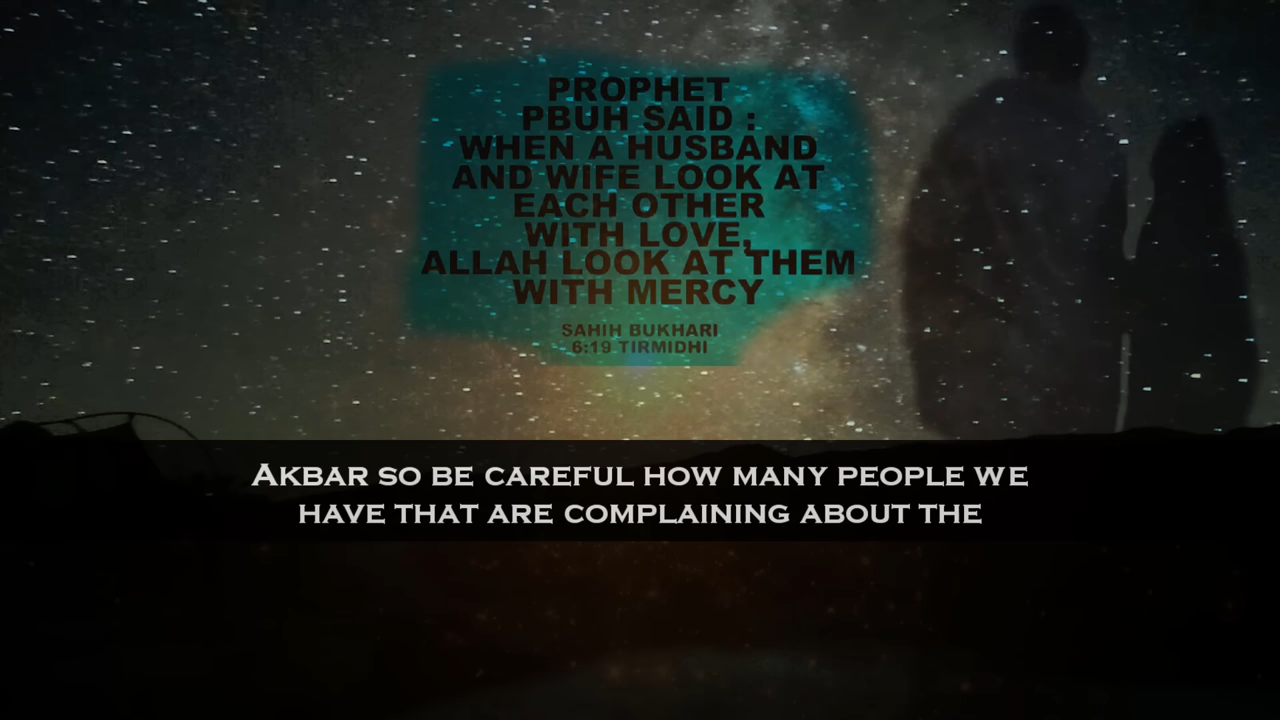 PROPHET
PBUH SAID :
WHEN A HUSBAND
AND WIFE LOOK AT
EACH OTHER
WITH LOVE,
ALLAH LOOK AT THEM
WITH MERCY
SAHIH BUKHARI
6:19 TIRMIDHI
AKBAR SO BE CAREFUL HOW MANY PEOPLE WE
HAVE THAT ARE COMPLAINING ABOUT THE